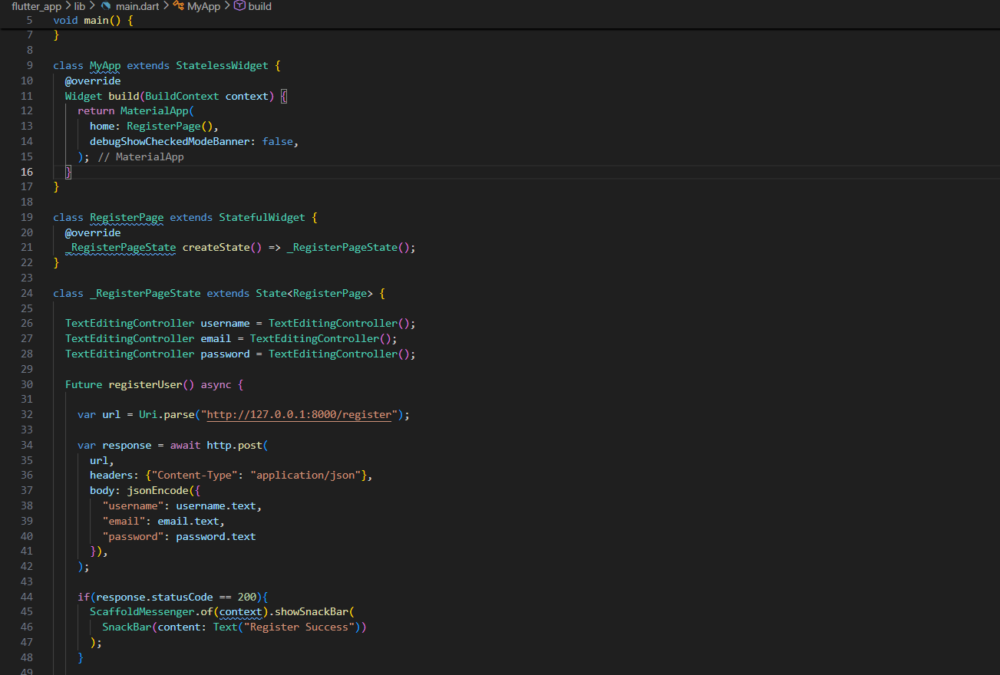 flutter_app > lib > main.dart > MyApp > build
5 void main() {
7 }
8
9 class MyApp extends StatelessWidget {
10 @override
11 Widget build(BuildContext context) {
12 return MaterialApp(
13 home: RegisterPage(),
14 debugShowCheckedModeBanner: false,
15 ); // MaterialApp
16 }
17 }
18
19 class RegisterPage extends StatefulWidget {
20 @override
21 _RegisterPageState createState() => _RegisterPageState();
22 }
23
24 class _RegisterPageState extends State<RegisterPage> {
25
26 TextEditingController username = TextEditingController();
27 TextEditingController email = TextEditingController();
28 TextEditingController password = TextEditingController();
29
30 Future registerUser() async {
31
32 var url = Uri.parse("http://127.0.0.1:8000/register");
33
34 var response = await http.post(
35 url,
36 headers: {"Content-Type": "application/json"},
37 body: jsonEncode({
38 "username": username.text,
39 "email": email.text,
40 "password": password.text
41 }),
42 );
43
44 if(response.statusCode == 200){
45 ScaffoldMessenger.of(context).showSnackBar(
46 SnackBar(content: Text("Register Success"))
47 );
48 }
49